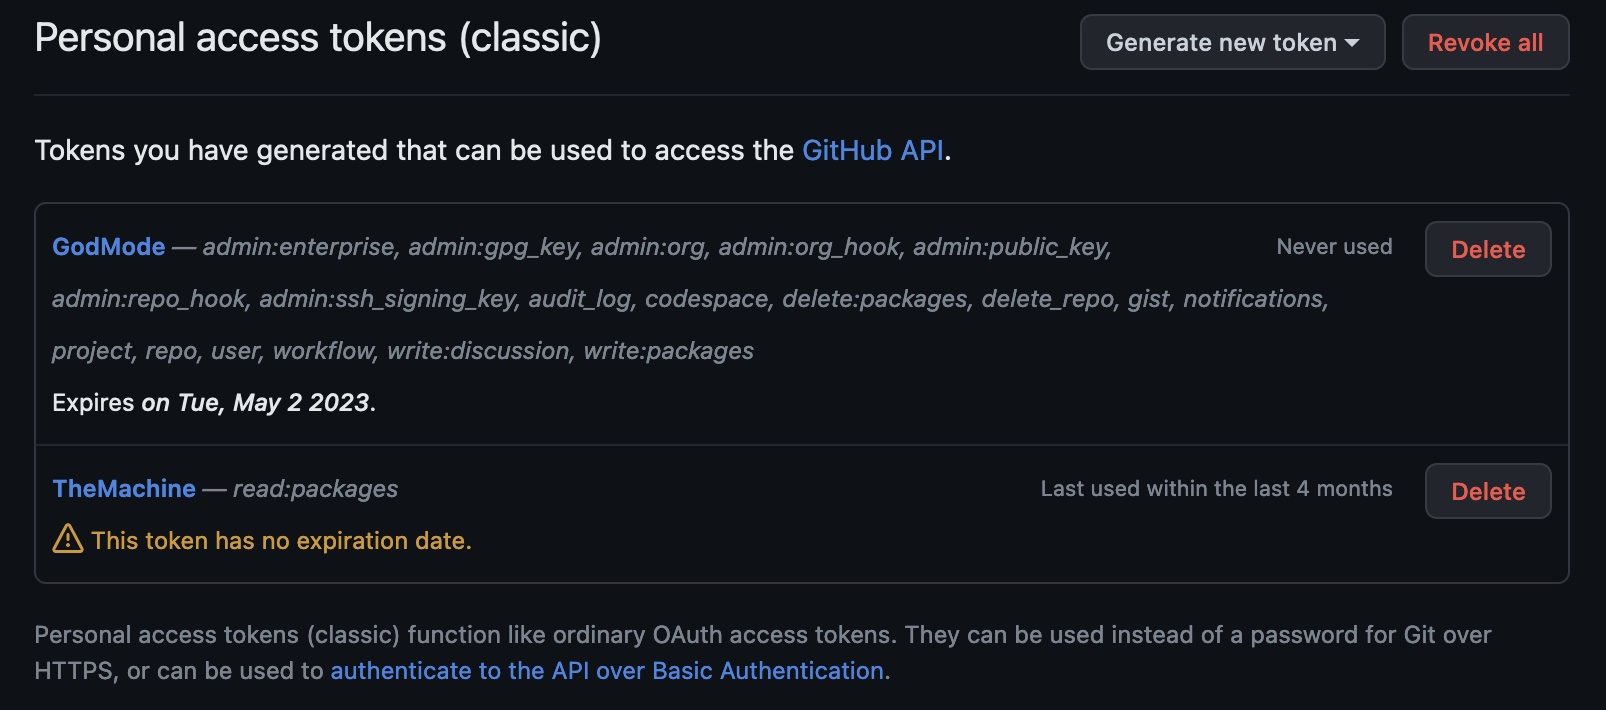 Personal access tokens (classic)
Generate new token
Revoke all
Tokens you have generated that can be used to access the GitHub API.
GodMode — admin:enterprise, admin:gpg_key, admin:org, admin:org_hook, admin:public_key,
Never used
Delete
admin:repo_hook, admin:ssh_signing_key, audit_log, codespace, delete:packages, delete_repo, gist, notifications,
project, repo, user, workflow, write:discussion, write:packages
Expires on Tue, May 2 2023.
TheMachine — read:packages
Last used within the last 4 months
Delete
This token has no expiration date.
Personal access tokens (classic) function like ordinary OAuth access tokens. They can be used instead of a password for Git over
HTTPS, or can be used to authenticate to the API over Basic Authentication.